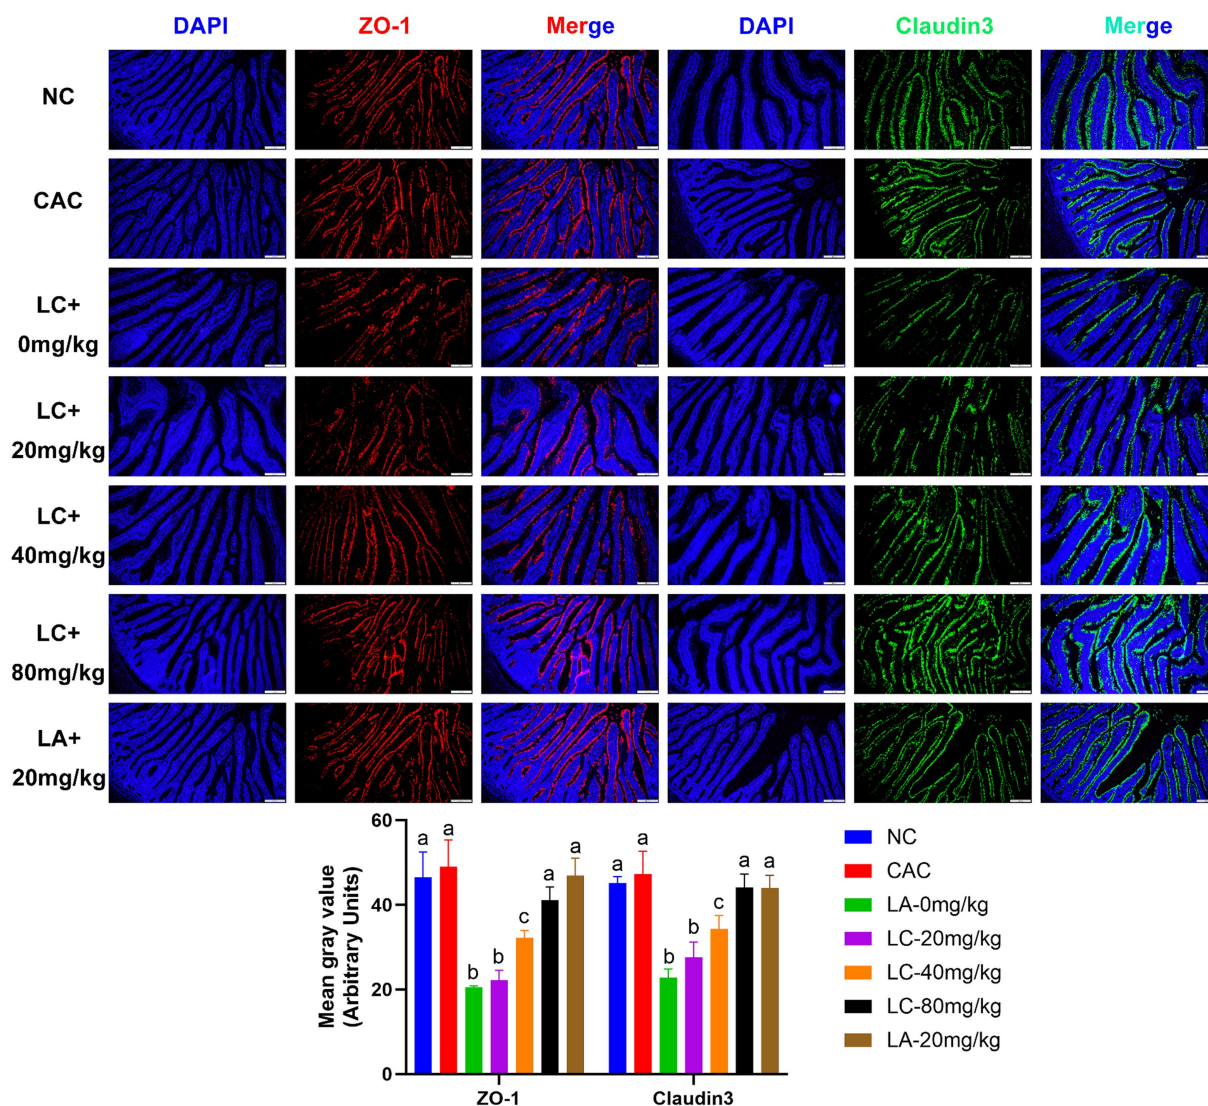 DAPI ZO-1 Merge DAPI Claudin3 Merge
NC
CAC
LC+
0mg/kg
LC+
20mg/kg
LC+
40mg/kg
LC+
80mg/kg
LA+
20mg/kg
Mean gray value
(Arbitrary Units)
60
40
20
0
a a b b c a a
a a b b c a a
ZO-1 Claudin3
NC
CAC
LA-0mg/kg
LC-20mg/kg
LC-40mg/kg
LC-80mg/kg
LA-20mg/kg